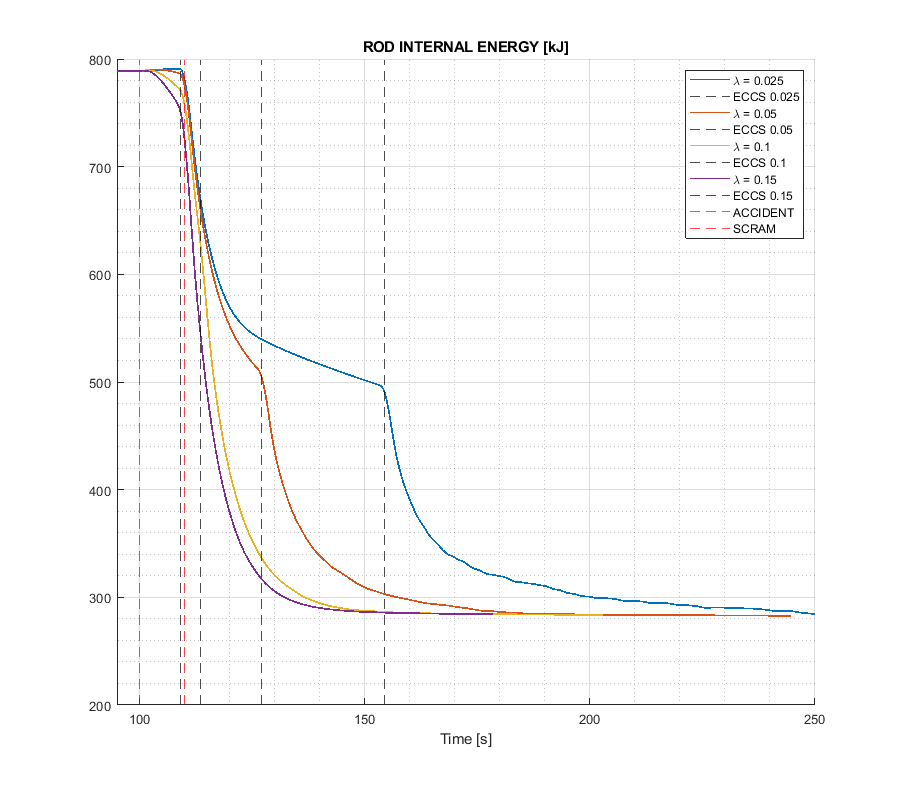 ROD INTERNAL ENERGY [kJ]
800
700
600
500
400
300
200
100
150
200
250
Time [s]
λ = 0.025
ECCS 0.025
λ = 0.05
ECCS 0.05
λ = 0.1
ECCS 0.1
λ = 0.15
ECCS 0.15
ACCIDENT
SCRAM